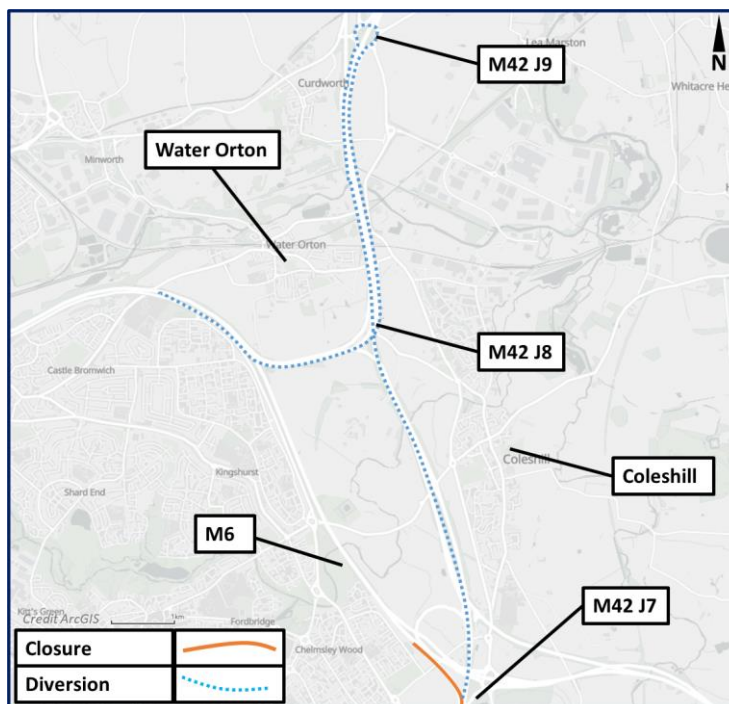 M42 J9
Lea Marston
N
Curdworth
Whitacre He
Water Orton
Minworth
Water Orton
M42 J8
Castle Bromwich
Coleshill
Coleshill
Kingshurst
Shard End
M6
M42 J7
Kitt's Green
Credit ArcGIS
1km
Fordbridge
Chelmsley Wood
Closure
Diversion